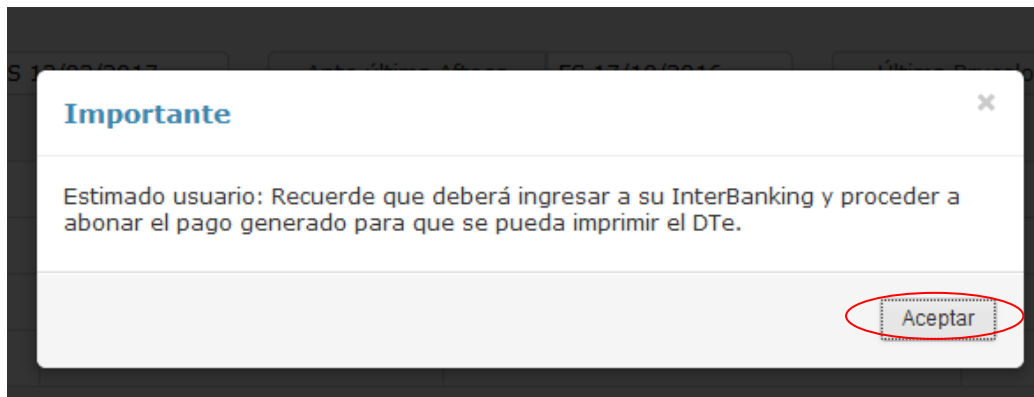 Importante
Estimado usuario: Recuerde que deberá ingresar a su InterBanking y proceder a
abonar el pago generado para que se pueda imprimir el DTe.
Aceptar